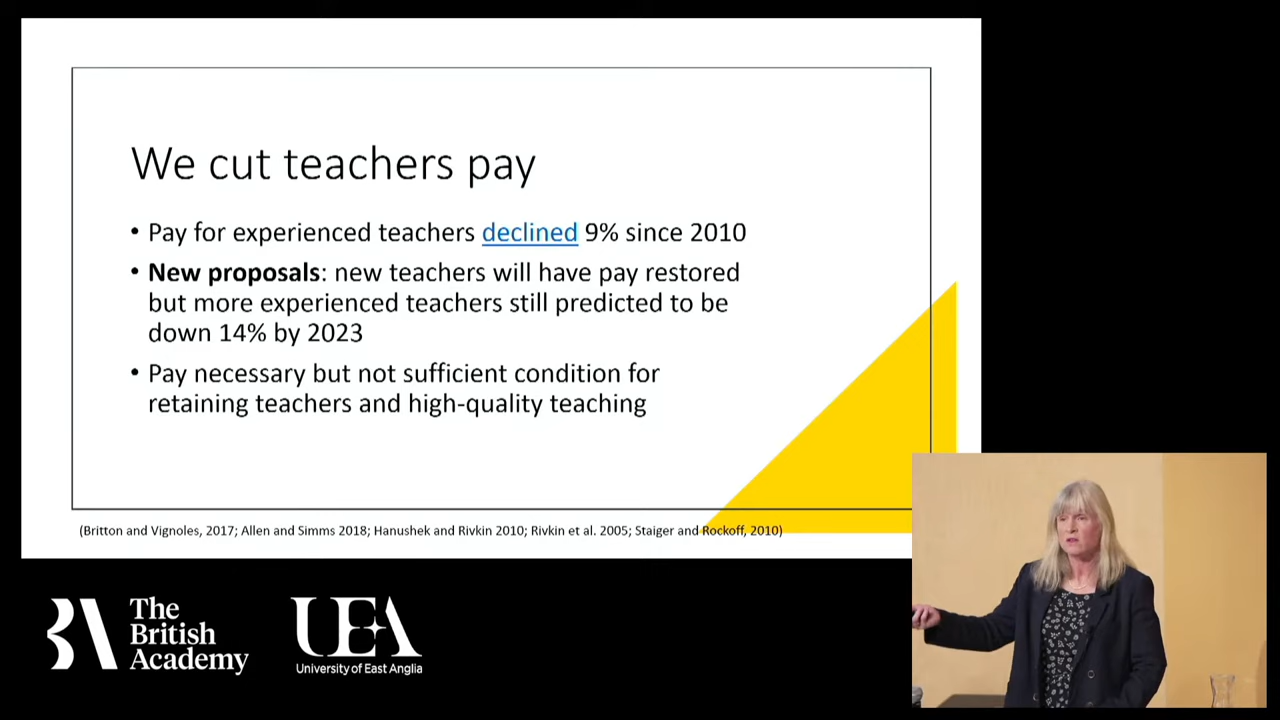 We cut teachers pay
• Pay for experienced teachers declined 9% since 2010
• New proposals: new teachers will have pay restored
but more experienced teachers still predicted to be
down 14% by 2023
• Pay necessary but not sufficient condition for
retaining teachers and high-quality teaching
(Britton and Vignoles, 2017; Allen and Simms 2018; Hanushek and Rivkin 2010; Rivkin et al. 2005; Staiger and Rockoff, 2010)
The
British
Academy
UEA
University of East Anglia